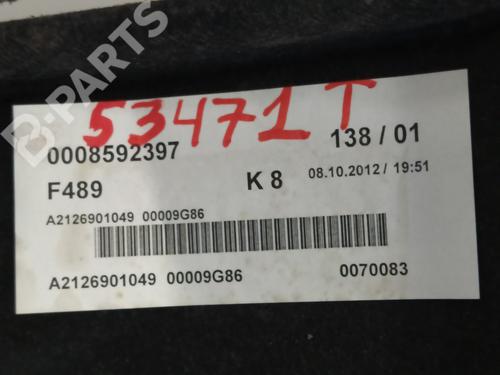 B-PARTS
53471 T
0008592397 138 / 01
F489 K 8 08.10.2012 / 19:51
A2126901049 00009G86
A2126901049 00009G86 0070083